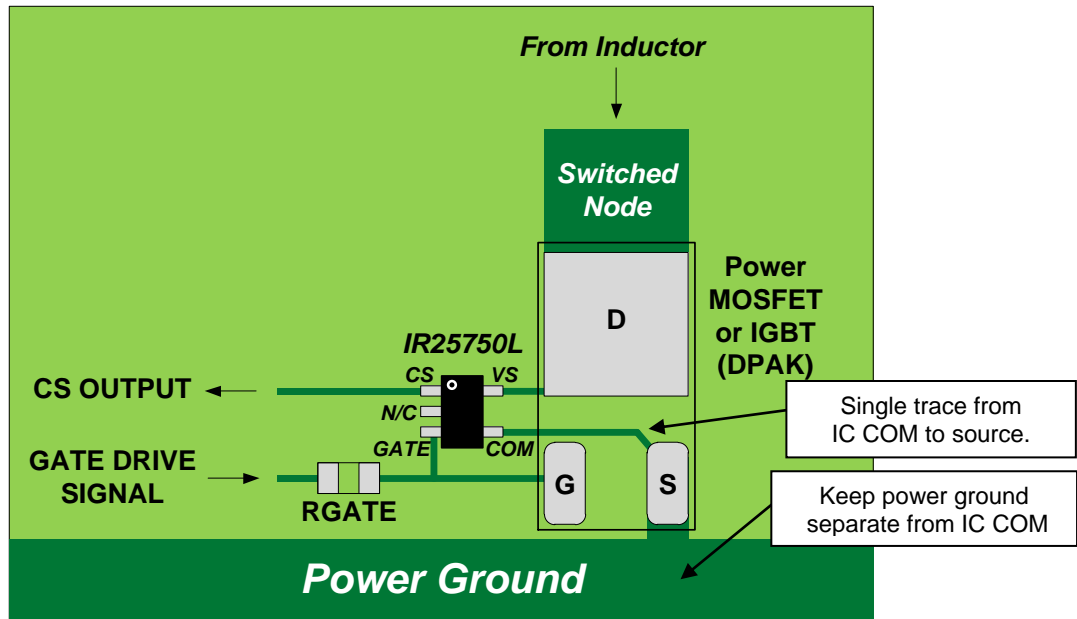 From Inductor
Switched
Node
Power
MOSFET
or IGBT
(DPAK)
D
IR25750L
CS
VS
CS OUTPUT
N/C
GATE
COM
Single trace from
IC COM to source.
GATE DRIVE
SIGNAL
RGATE
G
S
Keep power ground
separate from IC COM
Power Ground